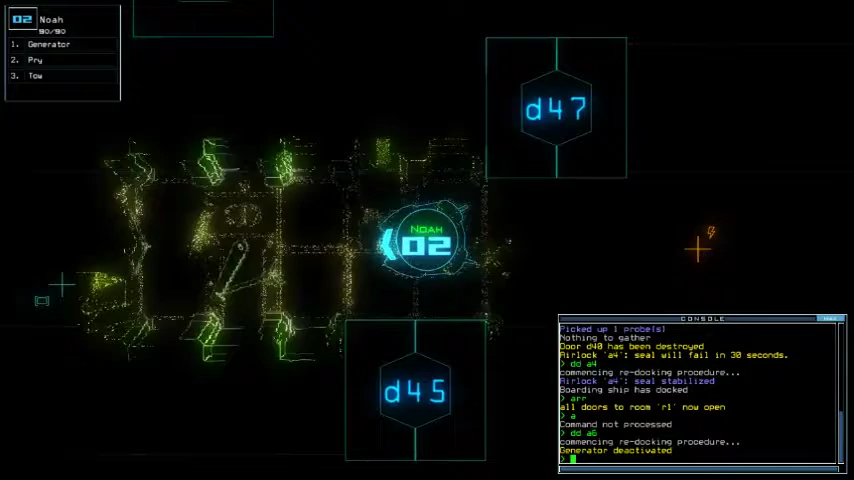 02 Noah
90/90
1. Generator
2. Pry
3. Tow
d47
Noah
02
d45
CONSOLE
Picked up 1 probe(s)
Nothing to gather
Door d40 has been destroyed
Airlock 'a4': seal will fail in 30 seconds.
> dd a4
commencing re-docking procedure...
Airlock 'a4': seal stabilized
Boarding ship has docked
> arr
all doors to room 'r1' now open
> a
Command not processed
> dd a6
commencing re-docking procedure...
Generator deactivated
>